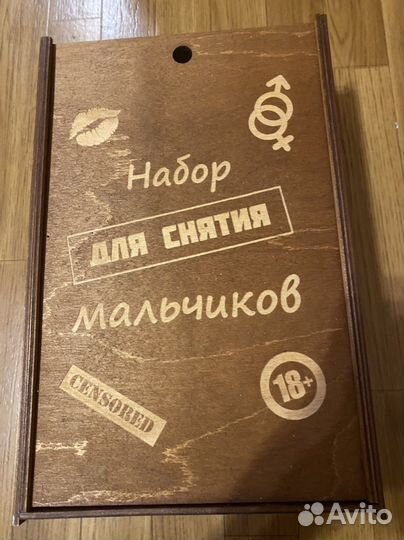 Набор
ДЛЯ СНЯТИЯ
мальчиков
CENSORED
18+
Avito